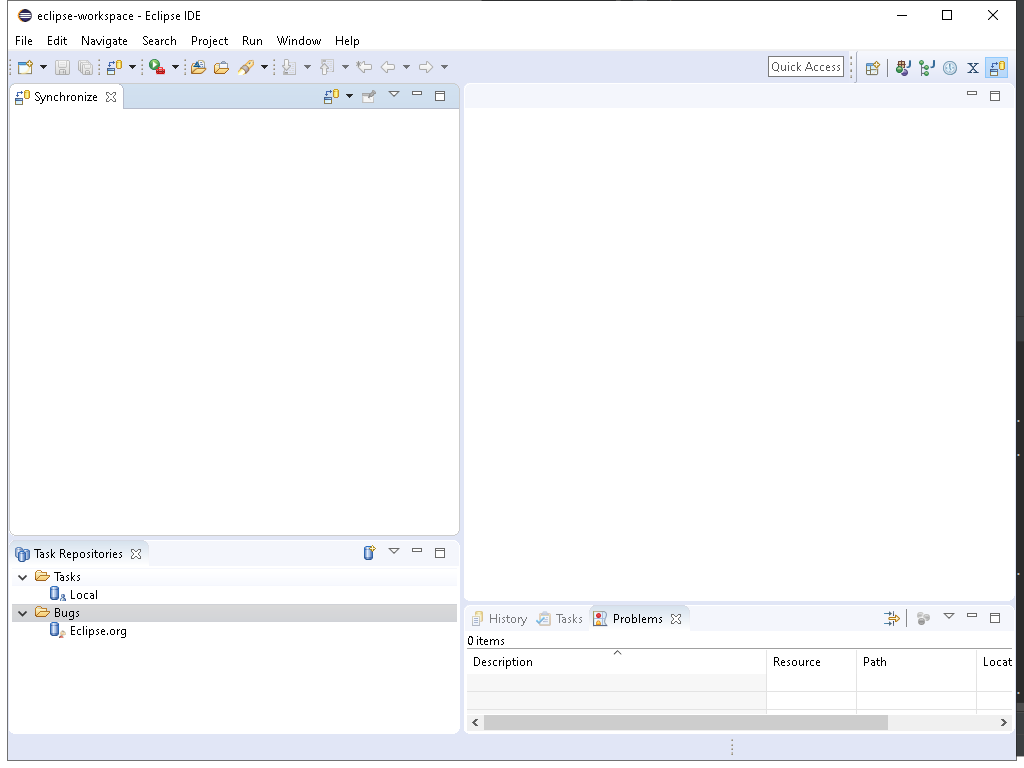 eclipse-workspace - Eclipse IDE
File Edit Navigate Search Project Run Window Help
Quick Access
Synchronize
Task Repositories
Tasks
Local
Bugs
Eclipse.org
History Tasks Problems
0 items
Description Resource Path Locat